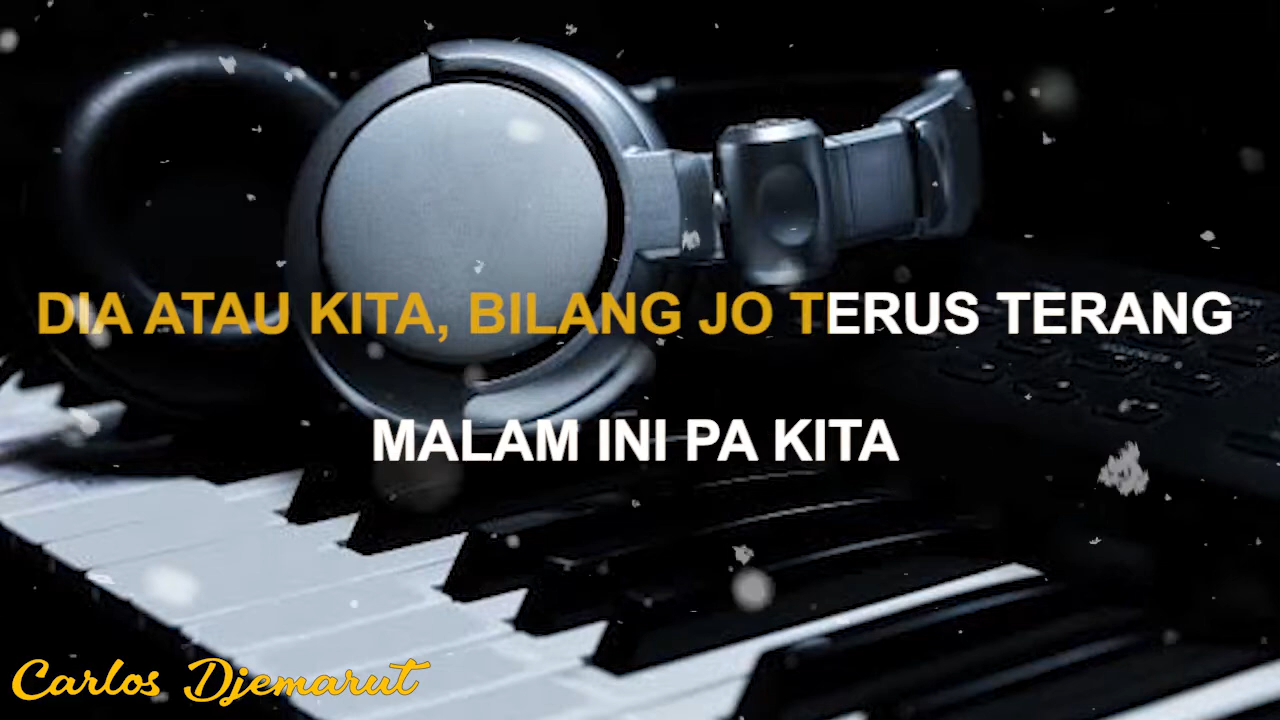 DIA ATAU KITA, BILANG JO TERUS TERANG
MALAM INI PA KITA
Carlos Djemarut